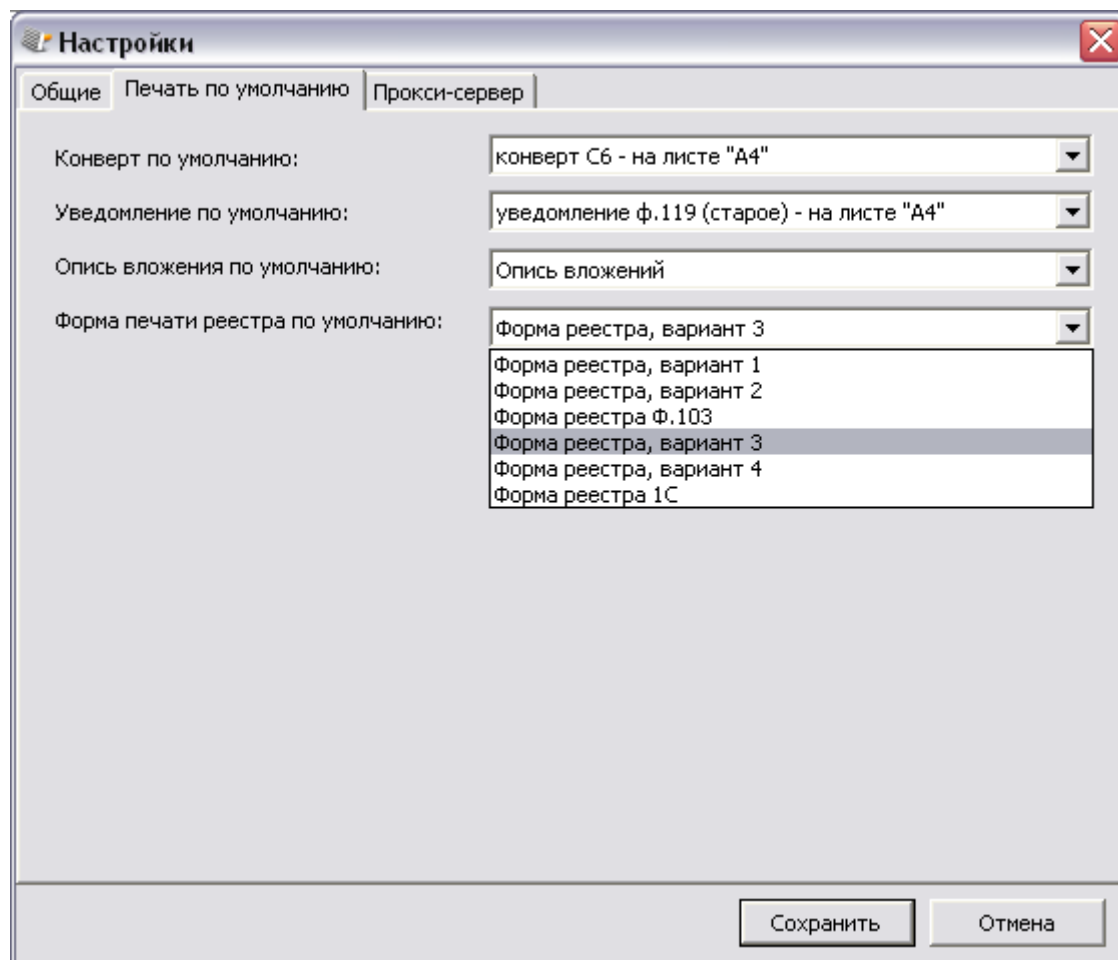 Настройки
Общие Печать по умолчанию Прокси-сервер
Конверт по умолчанию: конверт С6 - на листе "А4"
Уведомление по умолчанию: уведомление ф.119 (старое) - на листе "А4"
Опись вложения по умолчанию: Опись вложений
Форма печати реестра по умолчанию: Форма реестра, вариант 3
Форма реестра, вариант 1
Форма реестра, вариант 2
Форма реестра Ф.103
Форма реестра, вариант 3
Форма реестра, вариант 4
Форма реестра 1С
Сохранить Отмена